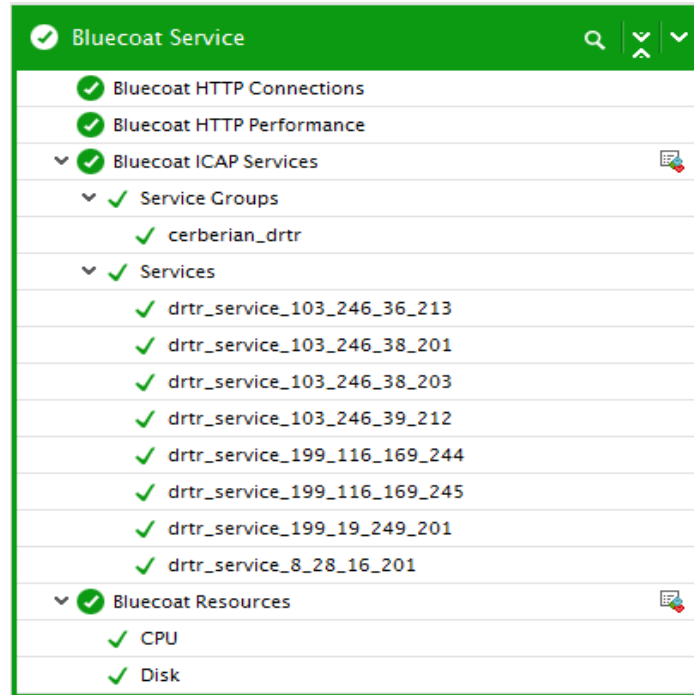 Bluecoat Service
Bluecoat HTTP Connections
Bluecoat HTTP Performance
Bluecoat ICAP Services
Service Groups
cerberian_drtr
Services
drtr_service_103_246_36_213
drtr_service_103_246_38_201
drtr_service_103_246_38_203
drtr_service_103_246_39_212
drtr_service_199_116_169_244
drtr_service_199_116_169_245
drtr_service_199_19_249_201
drtr_service_8_28_16_201
Bluecoat Resources
CPU
Disk